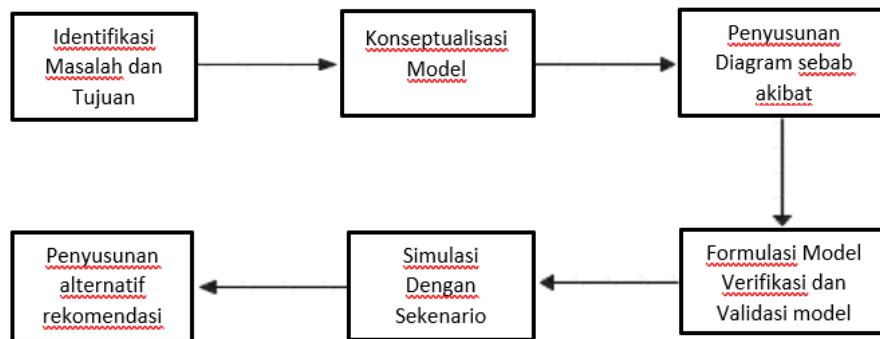 Identifikasi
Masalah dan
Tujuan
Konseptualisasi
Model
Penyusunan
Diagram sebab
akibat
Formulasi Model
Verifikasi dan
Validasi model
Simulasi
Dengan
Sekenario
Penyusunan
alternatif
rekomendasi